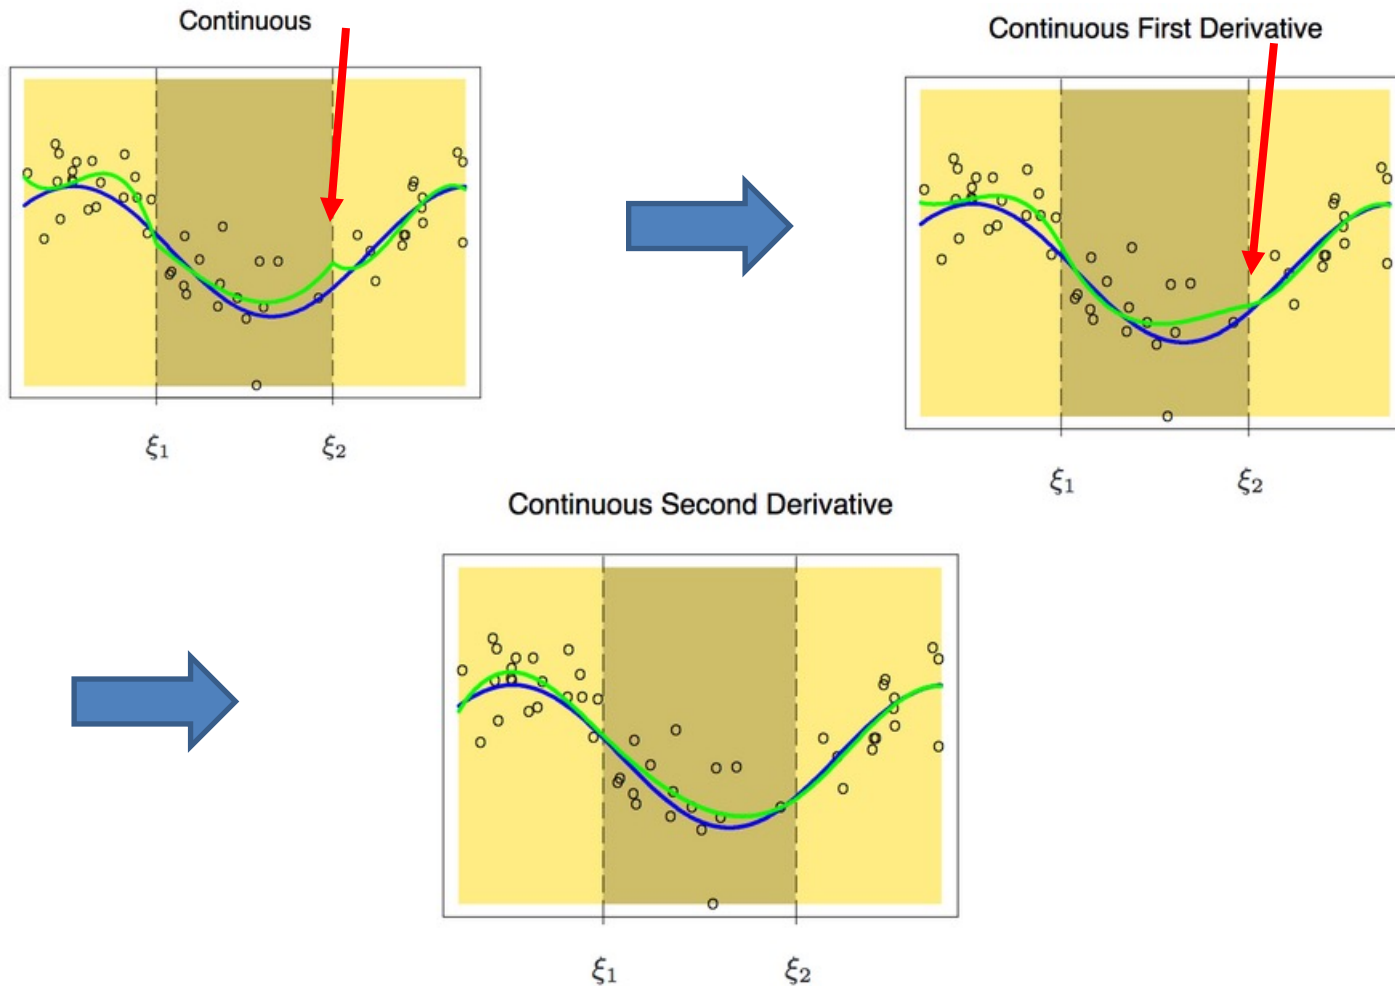 Continuous
Continuous First Derivative
ξ1 ξ2
ξ1 ξ2
Continuous Second Derivative
ξ1 ξ2